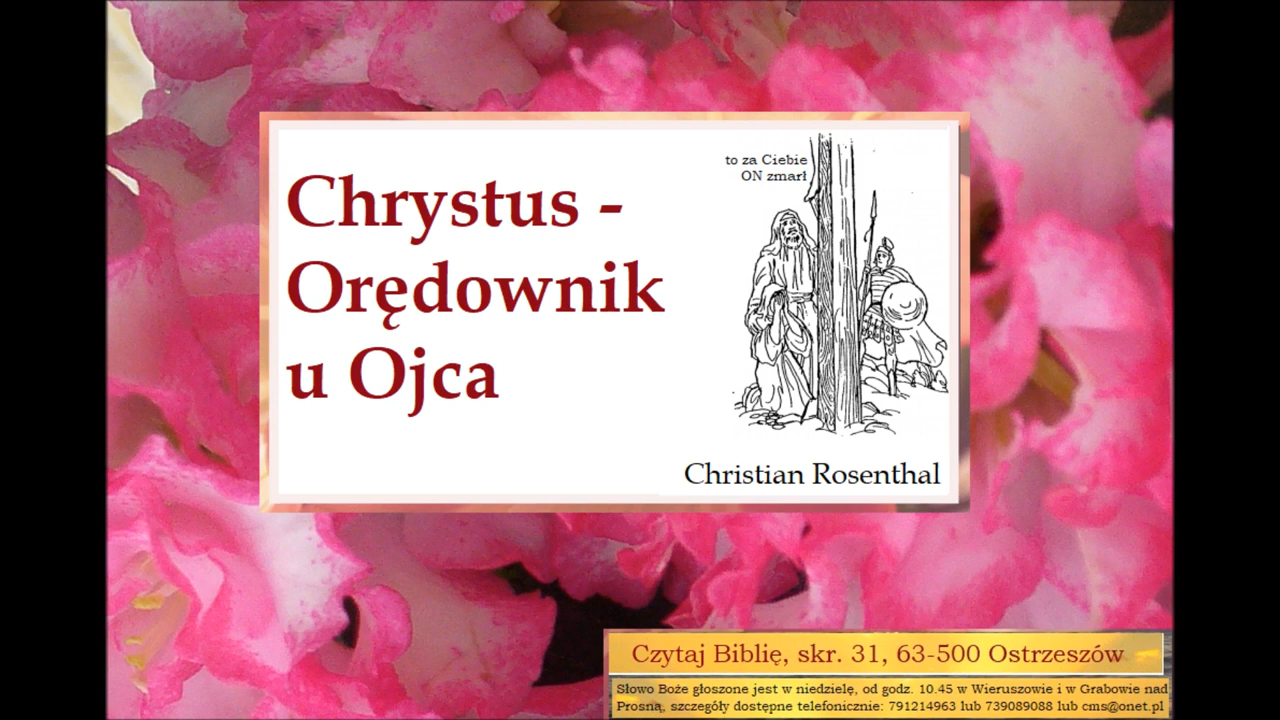 to za Ciebie
ON zmarł
Chrystus -
Orędownik
u Ojca
Christian Rosenthal
Czytaj Biblię, skr. 31, 63-500 Ostrzeszów
Słowo Boże głoszone jest w niedzielę, od godz. 10.45 w Wieruszowie i w Grabowie nad
Prosną, szczegóły dostępne telefonicznie: 791214963 lub 739089088 lub cms@onet.pl